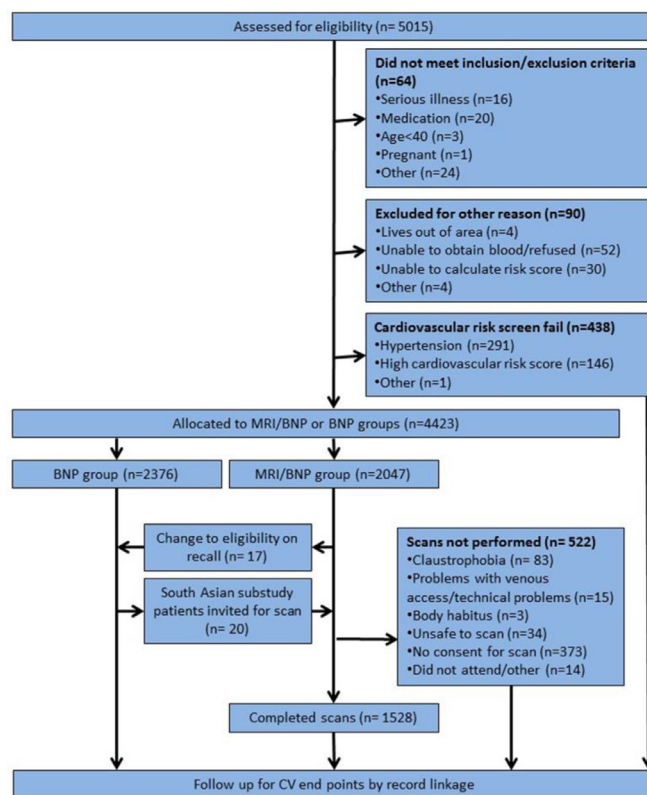 Assessed for eligibility (n= 5015)
Did not meet inclusion/exclusion criteria
(n=64)
•Serious illness (n=16)
•Medication (n=20)
•Age<40 (n=3)
•Pregnant (n=1)
•Other (n=24)
Excluded for other reason (n=90)
•Lives out of area (n=4)
•Unable to obtain blood/refused (n=52)
•Unable to calculate risk score (n=30)
•Other (n=4)
Cardiovascular risk screen fail (n=438)
•Hypertension (n=291)
•High cardiovascular risk score (n=146)
•Other (n=1)
Allocated to MRI/BNP or BNP groups (n=4423)
BNP group (n=2376)
MRI/BNP group (n=2047)
Change to eligibility on
recall (n= 17)
South Asian substudy
patients invited for scan
(n= 20)
Scans not performed (n= 522)
•Claustrophobia (n= 83)
•Problems with venous
access/technical problems (n=15)
•Body habitus (n=3)
•Unsafe to scan (n=34)
•No consent for scan (n=373)
•Did not attend/other (n=14)
Completed scans (n= 1528)
Follow up for CV end points by record linkage